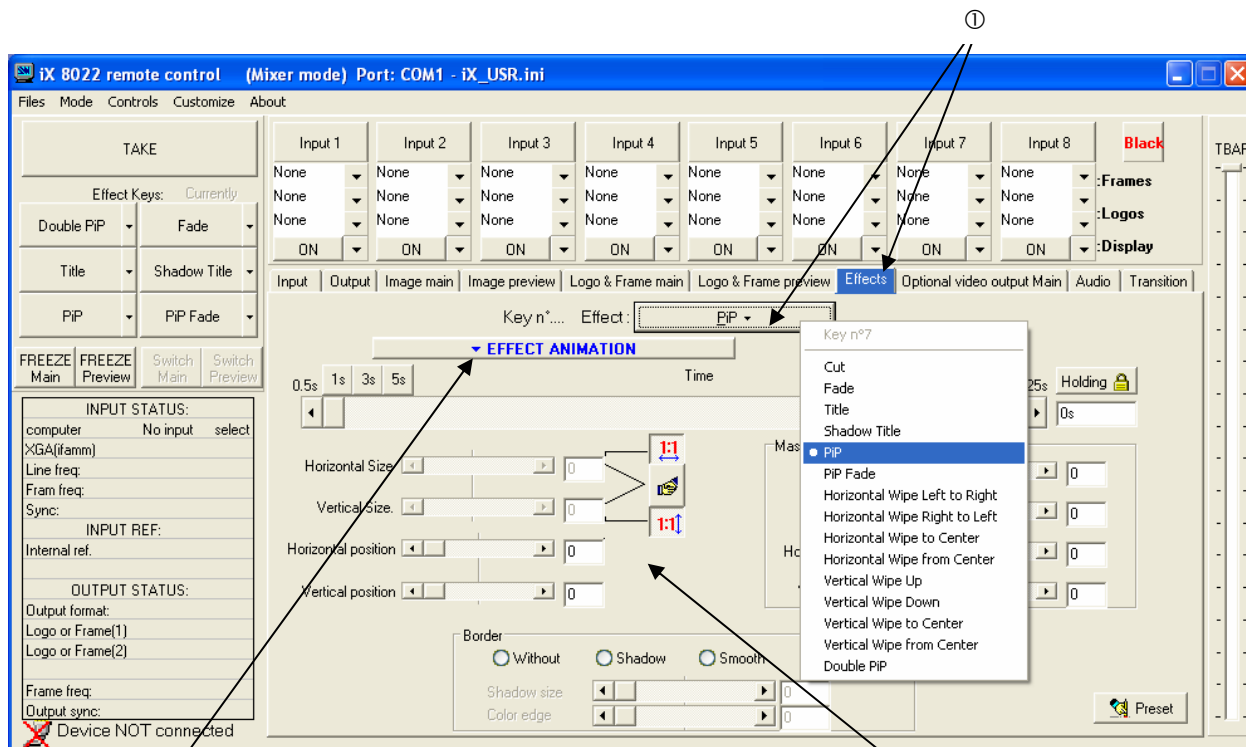 ①
iX 8022 remote control (Mixer mode) Port: COM1 - iX_USR.ini
Files Mode Controls Customize About
TAKE
Effect Keys: Currently
Double PiP Fade
Title Shadow Title
PiP PiP Fade
FREEZE Main FREEZE Preview Switch Main Switch Preview
INPUT STATUS:
computer No input select
XGA(ifamm)
Line freq:
Fram freq:
Sync:
INPUT REF:
Internal ref.
OUTPUT STATUS:
Output format:
Logo or Frame(1)
Logo or Frame(2)
Frame freq:
Output sync:
Device NOT connected
Input 1 Input 2 Input 3 Input 4 Input 5 Input 6 Input 7 Input 8 Black
None None None None None None None None :Frames
None None None None None None None None
None None None None None None None None :Logos
ON ON ON ON ON ON ON ON :Display
TBAR
Input Output Image main Image preview Logo & Frame main Logo & Frame preview Effects Optional video output Main Audio Transition
Key n°.... Effect : PiP
EFFECT ANIMATION
0.5s 1s 3s 5s Time 25s Holding
0s
Horizontal Size. 0 1:1
Vertical Size. 0 1:1
Horizontal position 0
Vertical position 0
Mas
0
0
Ho 0
0
Border
Without Shadow Smooth
Shadow size 0
Color edge 0
Preset
Key n°7
Cut
Fade
Title
Shadow Title
PiP
PiP Fade
Horizontal Wipe Left to Right
Horizontal Wipe Right to Left
Horizontal Wipe to Center
Horizontal Wipe from Center
Vertical Wipe Up
Vertical Wipe Down
Vertical Wipe to Center
Vertical Wipe from Center
Double PiP